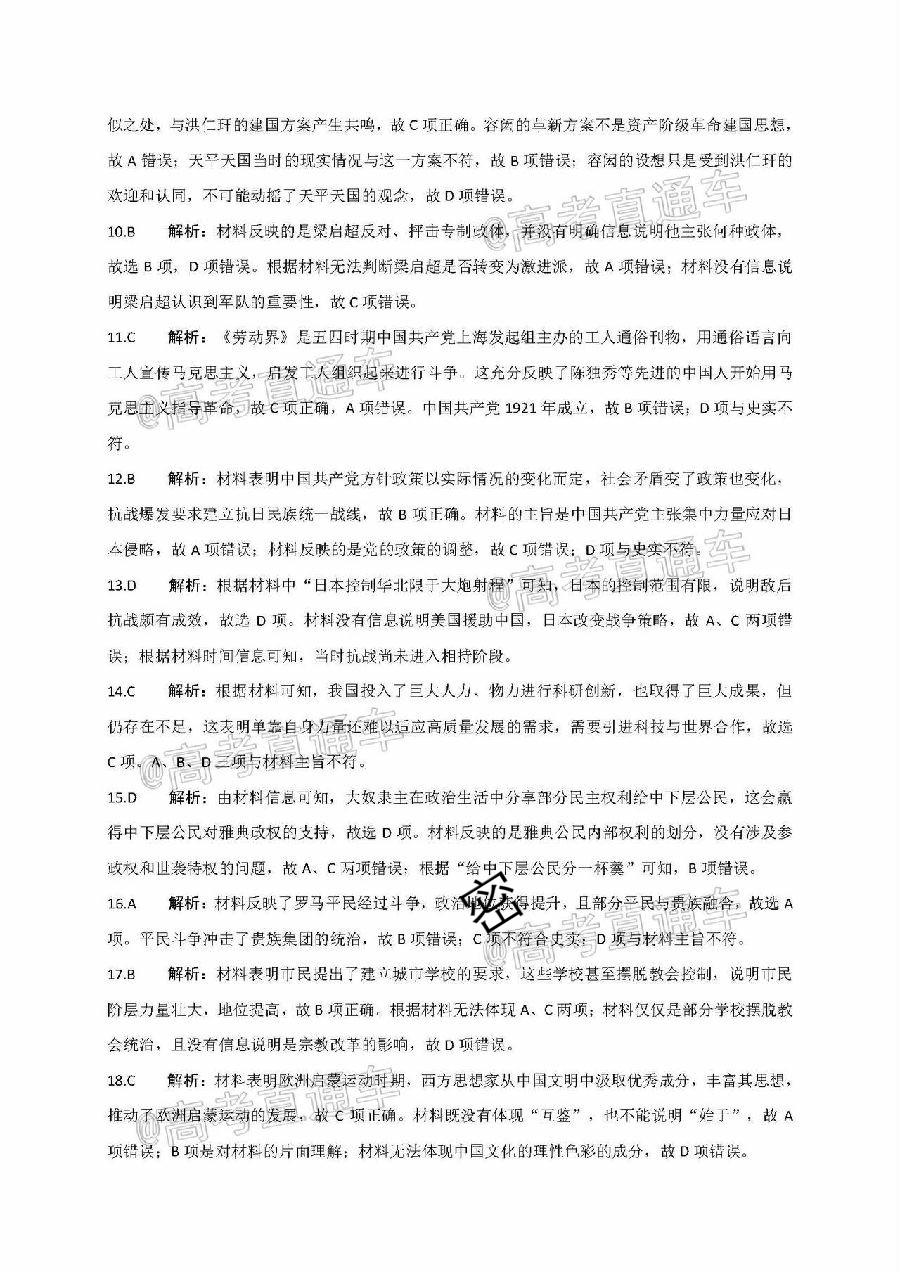 似之处，与洪仁玕的建国方案产生共鸣，故 C 项正确。容闳的革新方案不是资产阶级革命建国思想，
故 A 错误；天平天国当时的现实情况与这一方案不符，故 B 项错误；容闳的设想只是受到洪仁玕的
欢迎和认同，不可能动摇了天平天国的观念，故 D 项错误。
10.B 解析：材料反映的是梁启超反对、抨击专制政体，并没有明确信息说明他主张何种政体，
故选 B 项，D 项错误。根据材料无法判断梁启超是否转变为激进派，故 A 项错误；材料没有信息说
明梁启超认识到军队的重要性，故 C 项错误。
11.C 解析：《劳动界》是五四时期中国共产党上海发起组主办的工人通俗刊物，用通俗语言向
工人宣传马克思主义，启发工人组织起来进行斗争。这充分反映了陈独秀等先进的中国人开始用马
克思主义指导革命，故 C 项正确，A 项错误。中国共产党 1921 年成立，故 B 项错误；D 项与史实不
符。
12.B 解析：材料表明中国共产党方针政策以实际情况的变化而定，社会矛盾变了政策也变化，
抗战爆发要求建立抗日民族统一战线，故 B 项正确。材料的主旨是中国共产党主张集中力量应对日
本侵略，故 A 项错误；材料反映的是党的政策的调整，故 C 项错误；D 项与史实不符。
13.D 解析：根据材料中“日本控制华北限于大炮射程”可知，日本的控制范围有限，说明敌后
抗战颇有成效，故选 D 项。材料没有信息说明美国援助中国，日本改变战争策略，故 A、C 两项错
误；根据材料时间信息可知，当时抗战尚未进入相持阶段。
14.C 解析：根据材料可知，我国投入了巨大人力、物力进行科研创新，也取得了巨大成果，但
仍存在不足，这表明单靠自身力量还难以适应高质量发展的需求，需要引进科技与世界合作，故选
C 项。A、B、D 三项与材料主旨不符。
15.D 解析：由材料信息可知，大奴隶主在政治生活中分享部分民主权利给中下层公民，这会赢
得中下层公民对雅典政权的支持，故选 D 项。材料反映的是雅典公民内部权利的划分，没有涉及参
政权和世袭特权的问题，故 A、C 两项错误；根据“给中下层公民分一杯羹”可知，B 项错误。
16.A 解析：材料反映了罗马平民经过斗争，政治地位获得提升，且部分平民与贵族融合，故选 A
项。平民斗争冲击了贵族集团的统治，故 B 项错误；C 项不符合史实；D 项与材料主旨不符。
17.B 解析：材料表明市民提出了建立城市学校的要求，这些学校甚至摆脱教会控制，说明市民
阶层力量壮大，地位提高，故 B 项正确。根据材料无法体现 A、C 两项；材料仅仅是部分学校摆脱教
会统治，且没有信息说明是宗教改革的影响，故 D 项错误。
18.C 解析：材料表明欧洲启蒙运动时期，西方思想家从中国文明中汲取优秀成分，丰富其思想，
推动了欧洲启蒙运动的发展，故 C 项正确。材料既没有体现“互鉴”，也不能说明“始于”，故 A
项错误；B 项是对材料的片面理解；材料无法体现中国文化的理性色彩的成分，故 D 项错误。
@高考直通车
@高考直通车
@高考直通车
@高考直通车
密
@高考直通车
@高考直通车